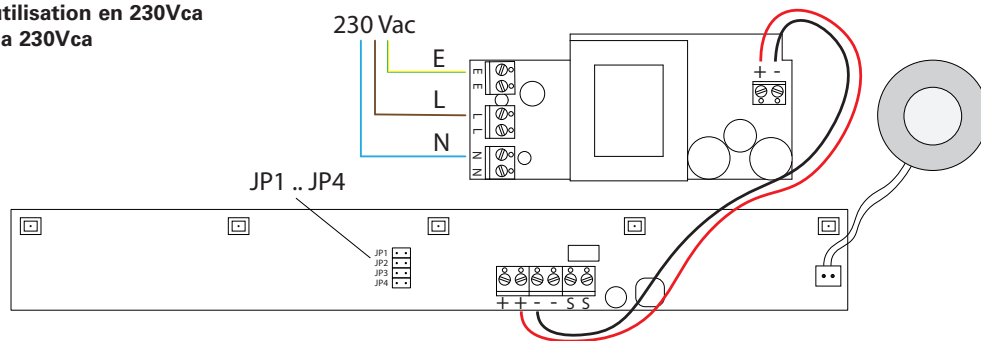 utilisation en 230Vca
a 230Vca
230 Vac
E
L
N
E
E
L
L
N
N
+ -
JP1 .. JP4
JP1
JP2
JP3
JP4
+ + - - S S